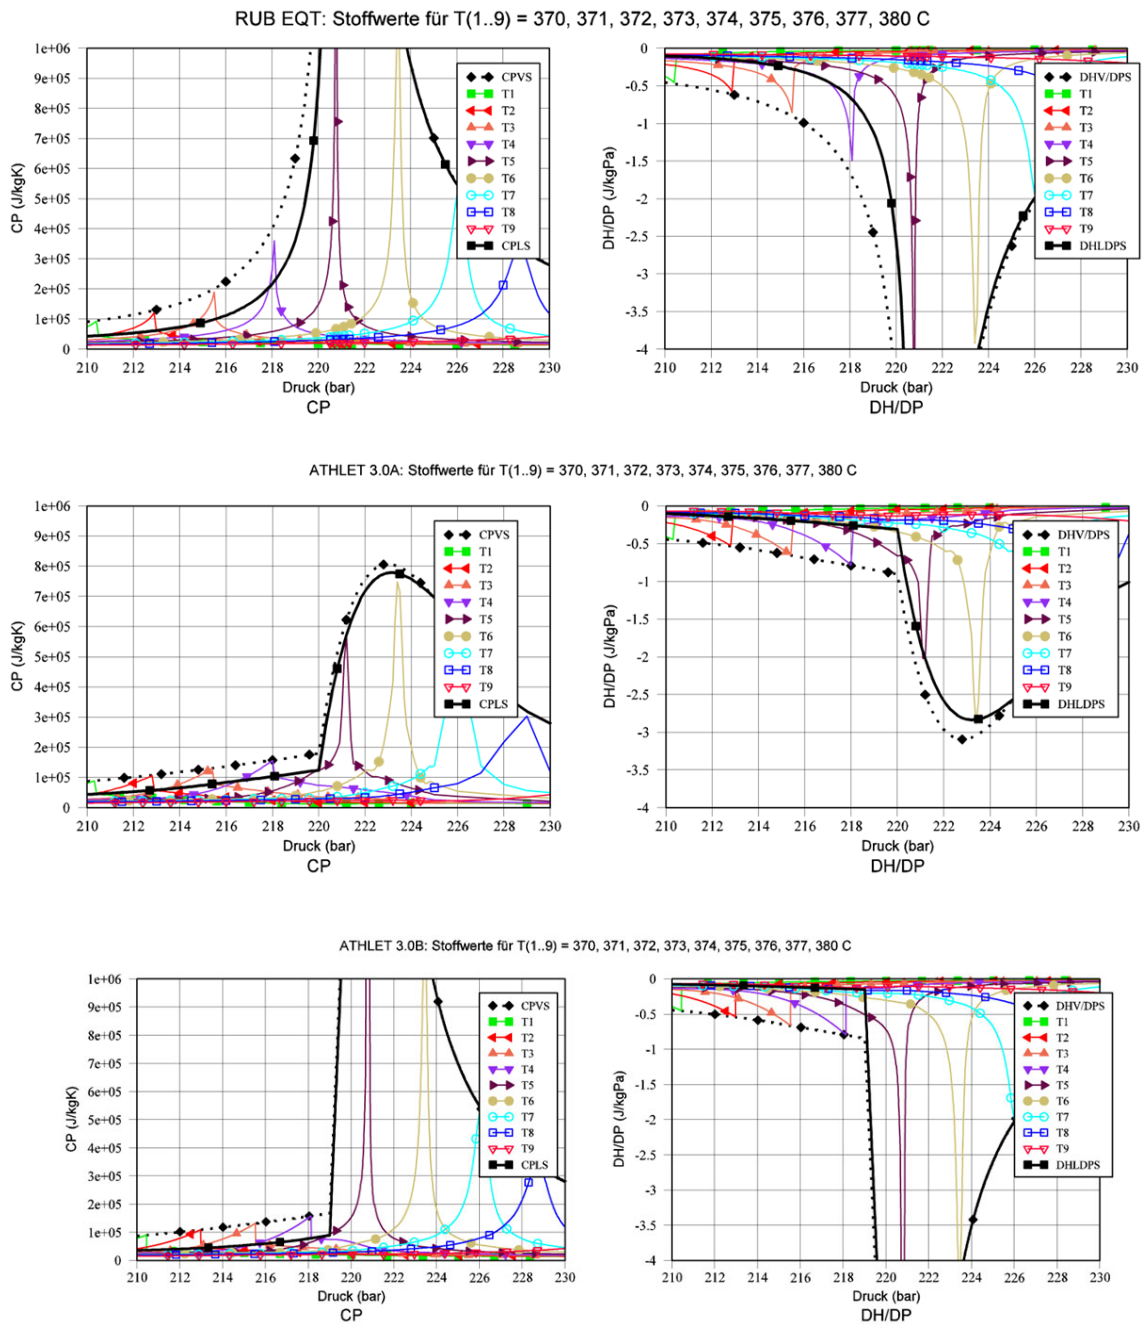 RUB EQT: Stoffwerte für T(1..9) = 370, 371, 372, 373, 374, 375, 376, 377, 380 C
CP (J/kgK)
1e+06
9e+05
8e+05
7e+05
6e+05
5e+05
4e+05
3e+05
2e+05
1e+05
0
210 212 214 216 218 220 222 224 226 228 230
Druck (bar)
CP
CPVS
T1
T2
T3
T4
T5
T6
T7
T8
T9
CPLS
DH/DP (J/kgPa)
0
-0.5
-1
-1.5
-2
-2.5
-3
-3.5
-4
210 212 214 216 218 220 222 224 226 228 230
Druck (bar)
DH/DP
DHV/DPS
T1
T2
T3
T4
T5
T6
T7
T8
T9
DHLDPS
ATHLET 3.0A: Stoffwerte für T(1..9) = 370, 371, 372, 373, 374, 375, 376, 377, 380 C
CP (J/kgK)
1e+06
9e+05
8e+05
7e+05
6e+05
5e+05
4e+05
3e+05
2e+05
1e+05
0
210 212 214 216 218 220 222 224 226 228 230
Druck (bar)
CP
CPVS
T1
T2
T3
T4
T5
T6
T7
T8
T9
CPLS
DH/DP (J/kgPa)
0
-0.5
-1
-1.5
-2
-2.5
-3
-3.5
-4
210 212 214 216 218 220 222 224 226 228 230
Druck (bar)
DH/DP
DHV/DPS
T1
T2
T3
T4
T5
T6
T7
T8
T9
DHLDPS
ATHLET 3.0B: Stoffwerte für T(1..9) = 370, 371, 372, 373, 374, 375, 376, 377, 380 C
CP (J/kgK)
1e+06
9e+05
8e+05
7e+05
6e+05
5e+05
4e+05
3e+05
2e+05
1e+05
0
210 212 214 216 218 220 222 224 226 228 230
Druck (bar)
CP
CPVS
T1
T2
T3
T4
T5
T6
T7
T8
T9
CPLS
DH/DP (J/kgPa)
0
-0.5
-1
-1.5
-2
-2.5
-3
-3.5
-4
210 212 214 216 218 220 222 224 226 228 230
Druck (bar)
DH/DP
DHV/DPS
T1
T2
T3
T4
T5
T6
T7
T8
T9
DHLDPS